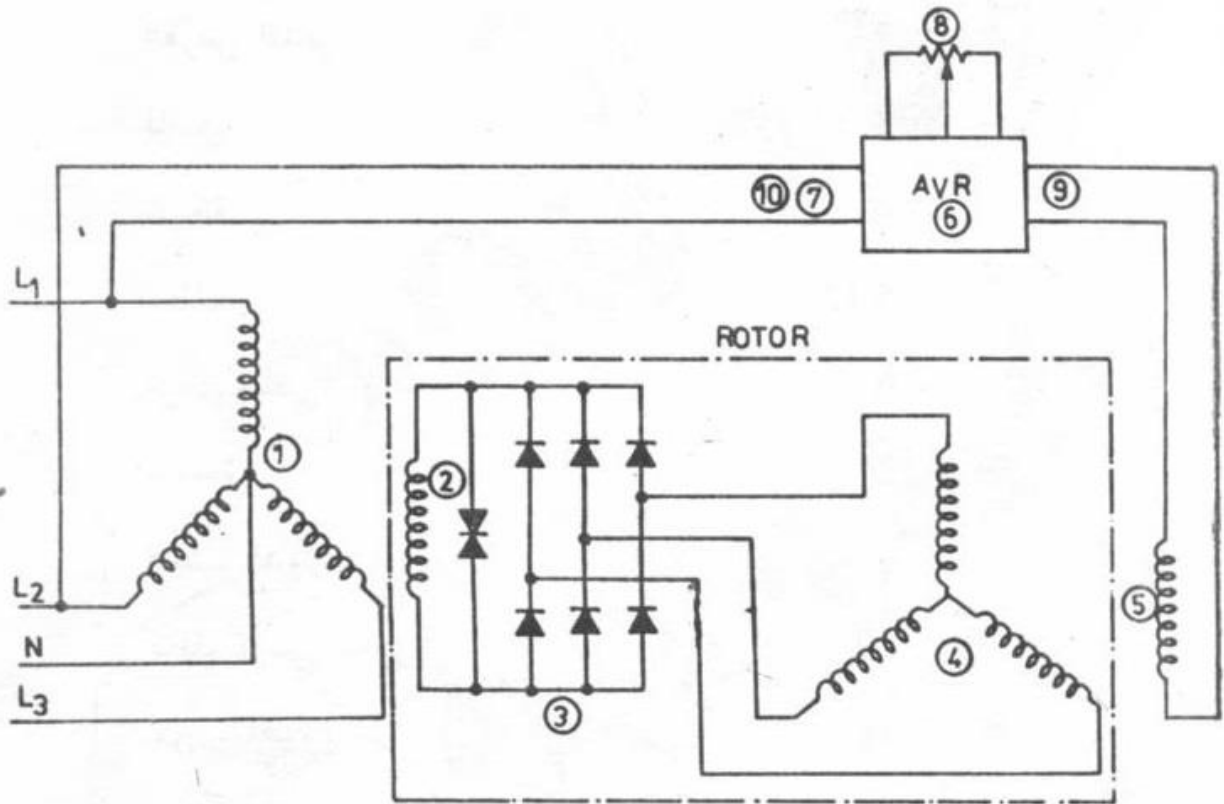 ⑧
⑩ ⑦ AVR ⑨
⑥
L1
ROTOR
①
②
L2
⑤
N
④
L3
③